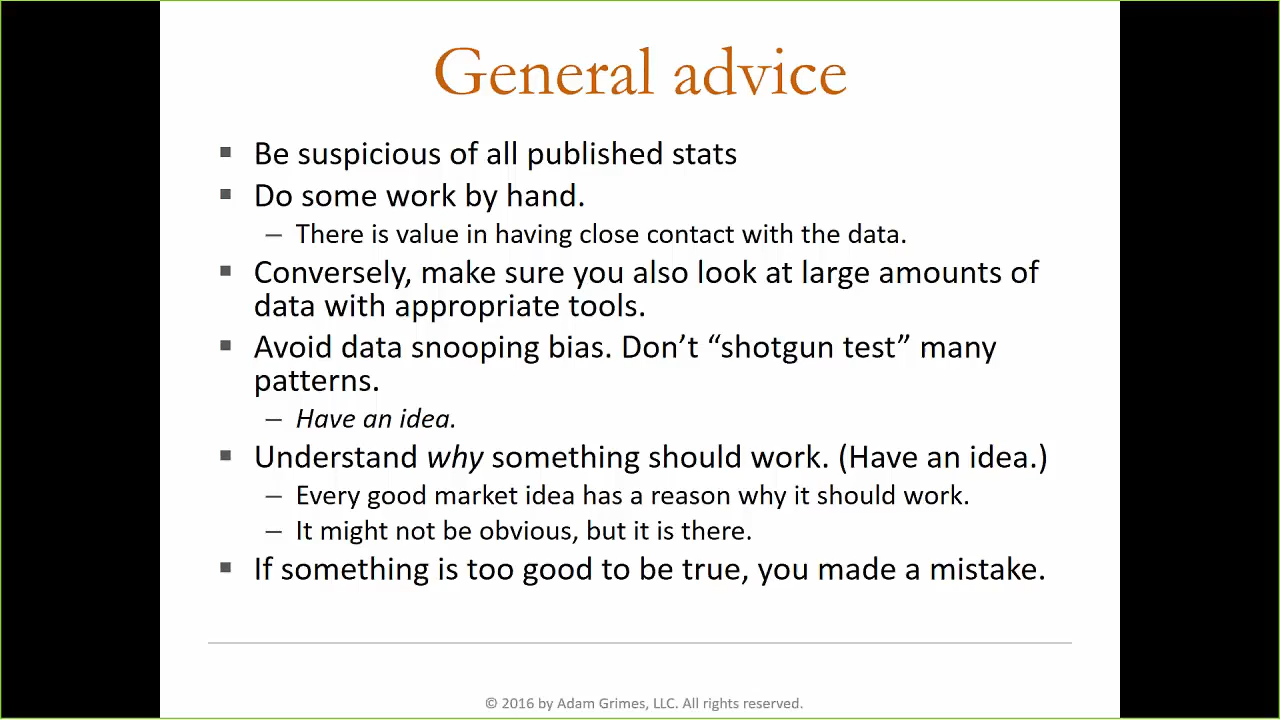 General advice
▪ Be suspicious of all published stats
▪ Do some work by hand.
– There is value in having close contact with the data.
▪ Conversely, make sure you also look at large amounts of
data with appropriate tools.
▪ Avoid data snooping bias. Don’t “shotgun test” many
patterns.
– Have an idea.
▪ Understand why something should work. (Have an idea.)
– Every good market idea has a reason why it should work.
– It might not be obvious, but it is there.
▪ If something is too good to be true, you made a mistake.
© 2016 by Adam Grimes, LLC. All rights reserved.